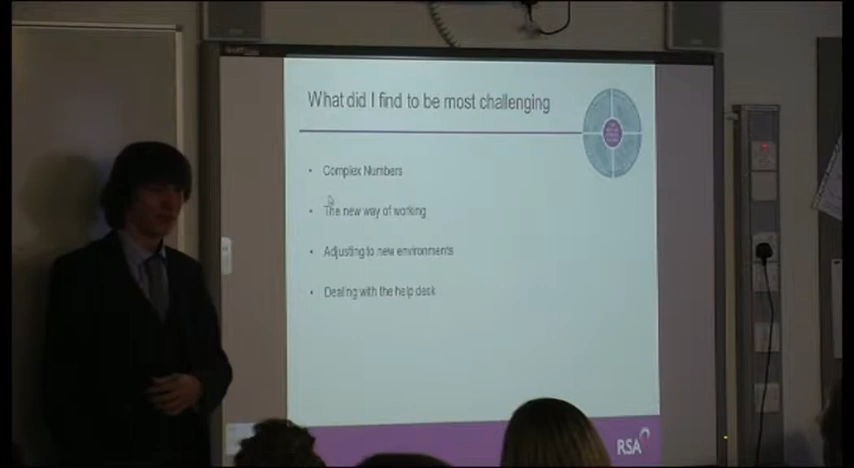 What did I find to be most challenging
• Complex Numbers
• The new way of working
• Adjusting to new environments
• Dealing with the help desk
RSA